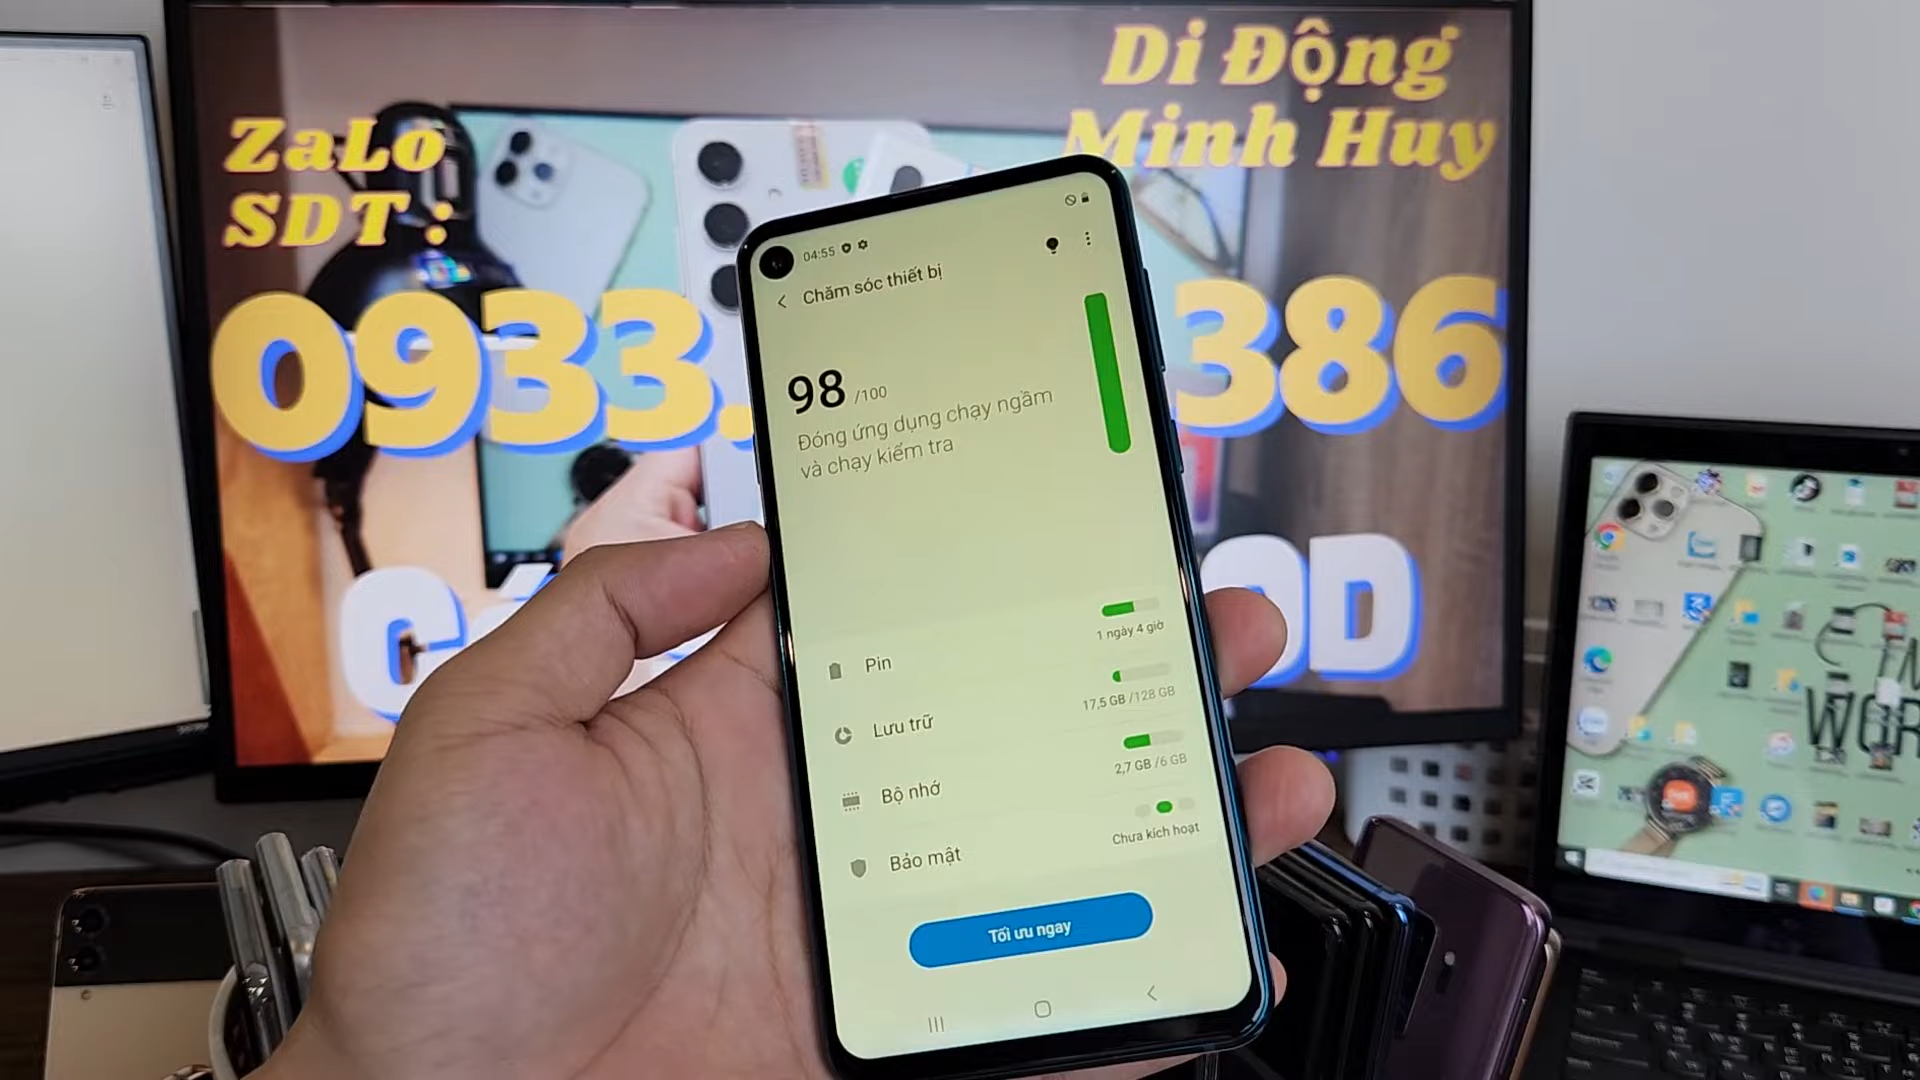 Di Động
Minh Huy
ZaLo
SDT :
0933.
386
OD
04:55
Chăm sóc thiết bị
98 /100
Đóng ứng dụng chạy ngầm
và chạy kiểm tra
Pin
1 ngày 4 giờ
Lưu trữ
17,5 GB /128 GB
Bộ nhớ
2,7 GB /6 GB
Bảo mật
Chưa kích hoạt
Tối ưu ngay